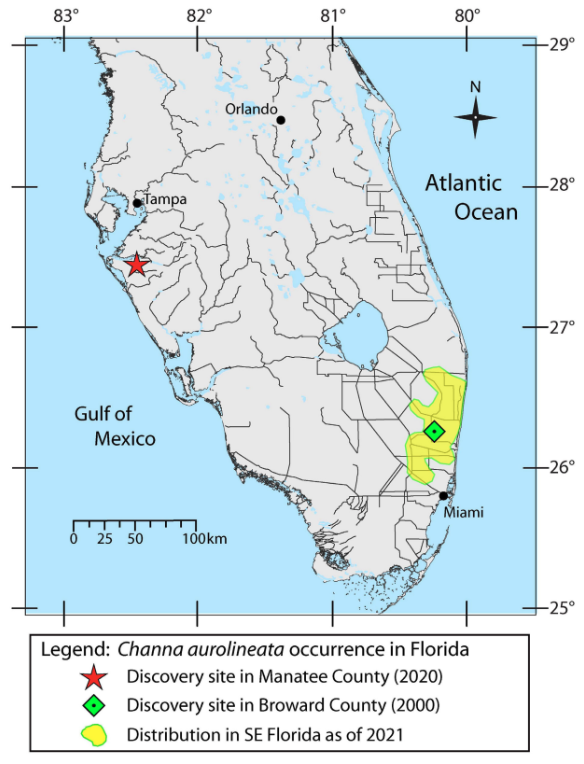 83° 82° 81° 80°
29°
Orlando
N
28°
Atlantic
Ocean
Tampa
27°
Gulf of
Mexico
26°
Miami
0 25 50 100 km
25°
Legend: Channa aurolineata occurrence in Florida
Discovery site in Manatee County (2020)
Discovery site in Broward County (2000)
Distribution in SE Florida as of 2021